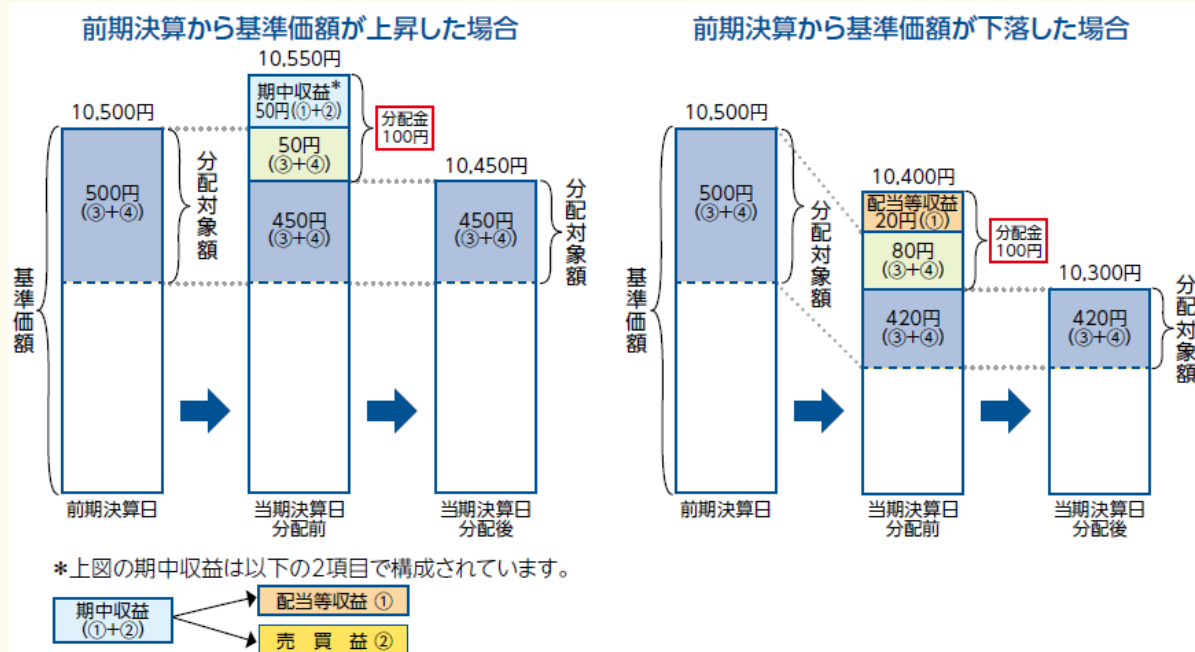 前期決算から基準価額が上昇した場合
10,500円
500円
(③+④)
分配対象額
基準価額
前期決算日
10,550円
期中収益*
50円(①+②)
50円
(③+④)
450円
(③+④)
分配金
100円
当期決算日
分配前
10,450円
450円
(③+④)
分配対象額
当期決算日
分配後
前期決算から基準価額が下落した場合
10,500円
500円
(③+④)
分配対象額
基準価額
前期決算日
10,400円
配当等収益
20円(①)
80円
(③+④)
420円
(③+④)
分配金
100円
当期決算日
分配前
10,300円
420円
(③+④)
分配対象額
当期決算日
分配後
*上図の期中収益は以下の2項目で構成されています。
期中収益
(①+②)
配当等収益 ①
売 買 益 ②